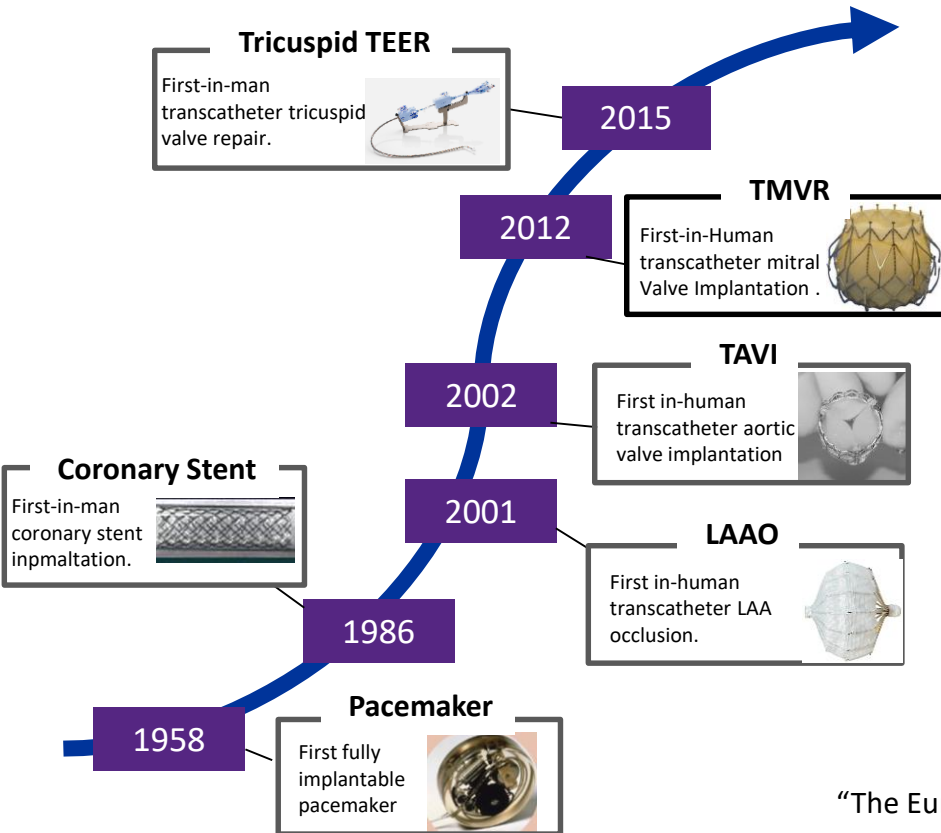 Tricuspid TEER
First-in-man
transcatheter tricuspid
valve repair.
2015
TMVR
2012
First-in-Human
transcatheter mitral
Valve Implantation .
TAVI
2002
First in-human
transcatheter aortic
valve implantation
Coronary Stent
First-in-man
coronary stent
inpmaltation.
2001
LAAO
First in-human
transcatheter LAA
occlusion.
1986
Pacemaker
1958
First fully
implantable
pacemaker
“The Eu